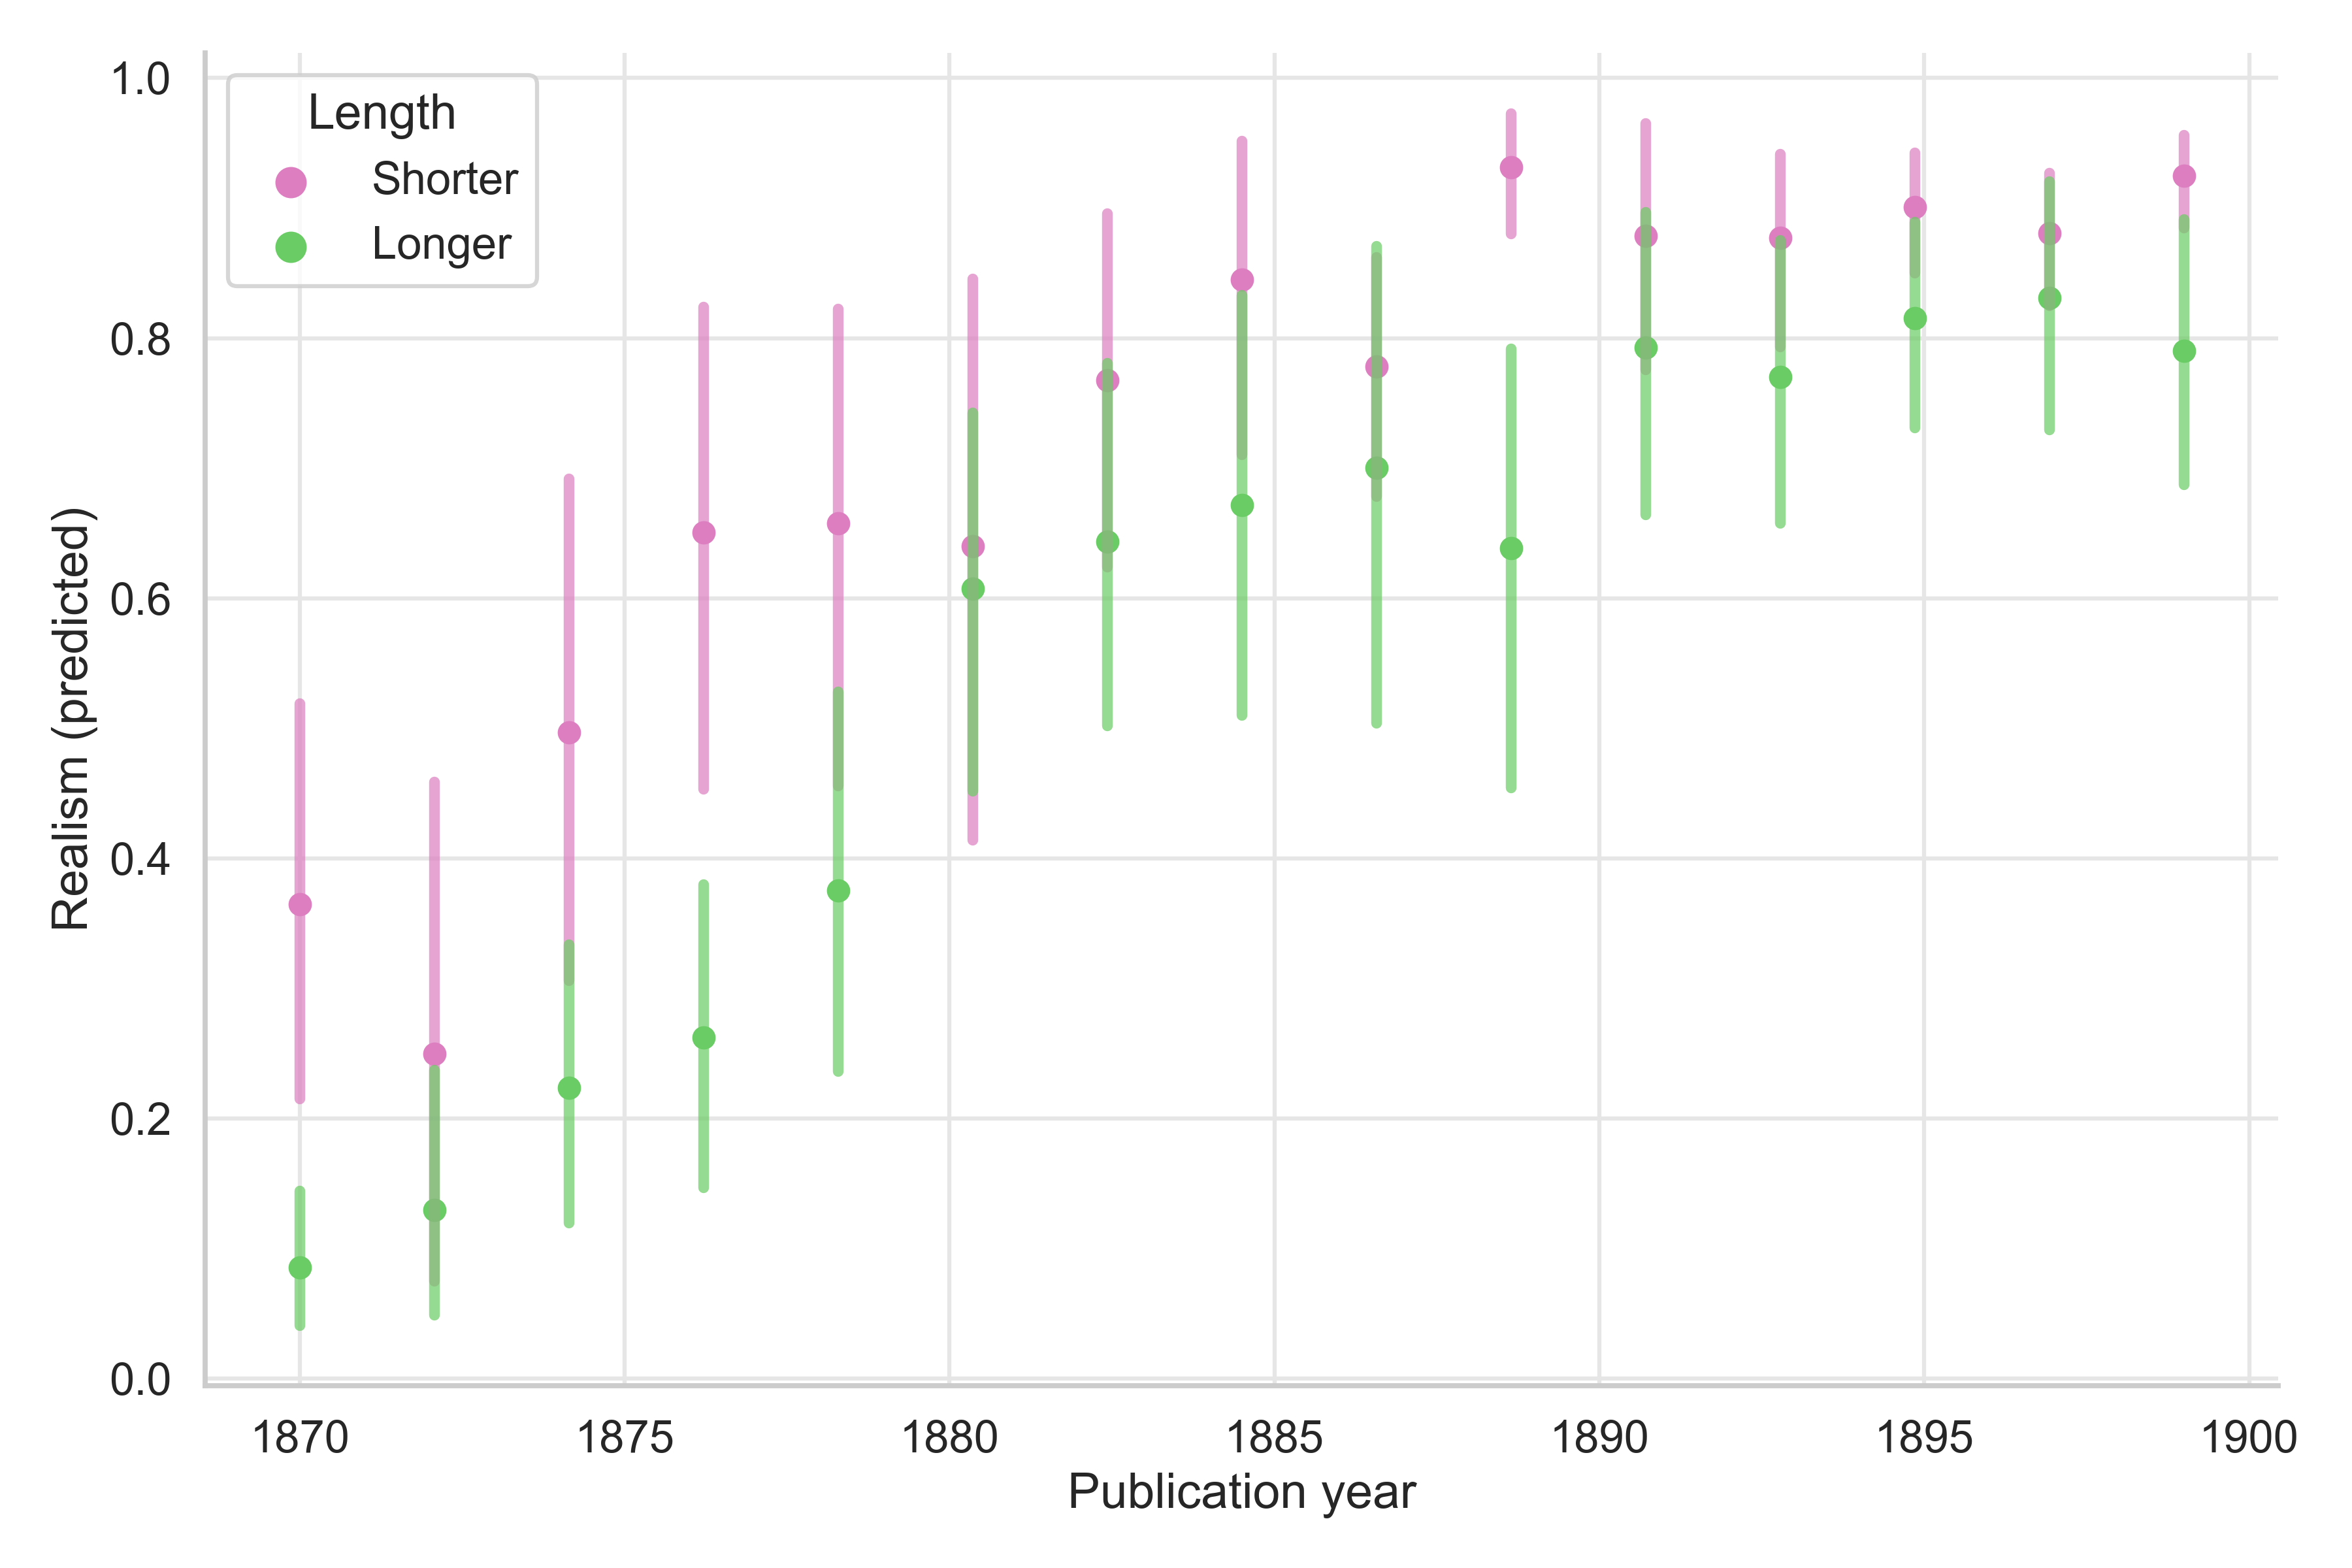 1.0
0.8
0.6
0.4
0.2
0.0
Realism (predicted)
Length
Shorter
Longer
1870 1875 1880 1885 1890 1895 1900
Publication year